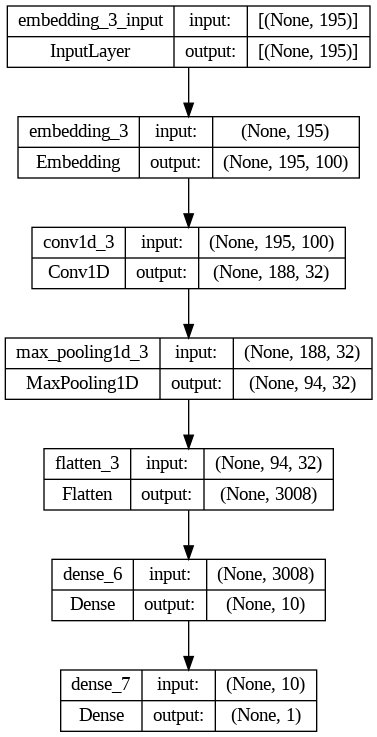 embedding_3_input input: [(None, 195)]
InputLayer output: [(None, 195)]
embedding_3 input: (None, 195)
Embedding output: (None, 195, 100)
conv1d_3 input: (None, 195, 100)
Conv1D output: (None, 188, 32)
max_pooling1d_3 input: (None, 188, 32)
MaxPooling1D output: (None, 94, 32)
flatten_3 input: (None, 94, 32)
Flatten output: (None, 3008)
dense_6 input: (None, 3008)
Dense output: (None, 10)
dense_7 input: (None, 10)
Dense output: (None, 1)